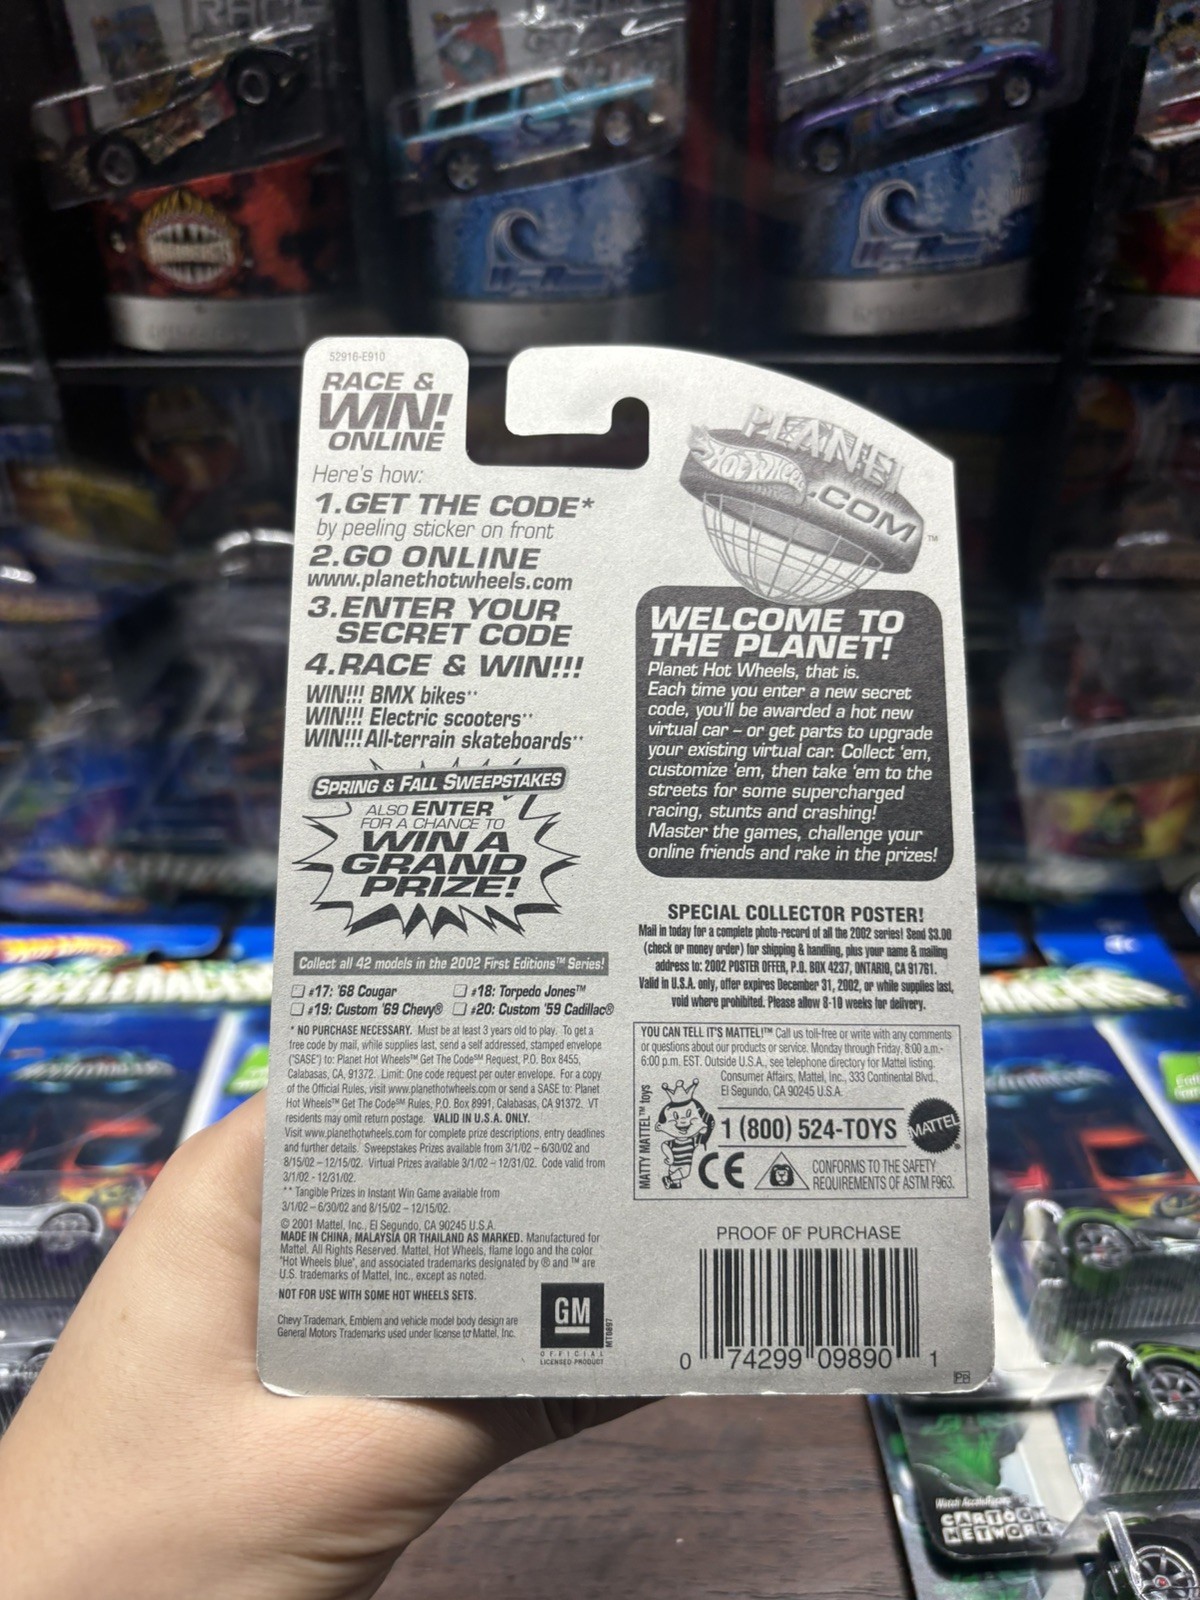 52916-E910
RACE &
WIN!
ONLINE
Here's how:
1.GET THE CODE*
by peeling sticker on front
2.GO ONLINE
www.planethotwheels.com
3.ENTER YOUR
SECRET CODE
4.RACE & WIN!!!
WIN!!! BMX bikes**
WIN!!! Electric scooters**
WIN!!! All-terrain skateboards**
SPRING & FALL SWEEPSTAKES
ALSO ENTER
FOR A CHANCE TO
WIN A
GRAND
PRIZE!
Collect all 42 models in the 2002 First Editions™ Series!
#17: '68 Cougar
#18: Torpedo Jones™
#19: Custom '69 Chevy®
#20: Custom '59 Cadillac®
* NO PURCHASE NECESSARY. Must be at least 3 years old to play. To get a
free code by mail, while supplies last, send a self addressed, stamped envelope
("SASE") to: Planet Hot Wheels™ Get The Code℠ Request, P.O. Box 8455,
Calabasas, CA, 91372. Limit: One code request per outer envelope. For a copy
of the Official Rules, visit www.planethotwheels.com or send a SASE to: Planet
Hot Wheels™ Get The Code℠ Rules, P.O. Box 8991, Calabasas, CA 91372. VT
residents may omit return postage. VALID IN U.S.A. ONLY.
Visit www.planethotwheels.com for complete prize descriptions, entry deadlines
and further details. Sweepstakes Prizes available from 3/1/02 – 6/30/02 and
8/15/02 – 12/15/02. Virtual Prizes available 3/1/02 – 12/31/02. Code valid from
3/1/02 - 12/31/02.
** Tangible Prizes in Instant Win Game available from
3/1/02 – 6/30/02 and 8/15/02 – 12/15/02.
© 2001 Mattel, Inc., El Segundo, CA 90245 U.S.A.
MADE IN CHINA, MALAYSIA OR THAILAND AS MARKED. Manufactured for
Mattel. All Rights Reserved. Mattel, Hot Wheels, flame logo and the color
"Hot Wheels blue", and associated trademarks designated by ® and ™ are
U.S. trademarks of Mattel, Inc., except as noted.
NOT FOR USE WITH SOME HOT WHEELS SETS.
Chevy Trademark, Emblem and vehicle model body design are
General Motors Trademarks used under license to Mattel, Inc.
GM
OFFICIAL
LICENSED PRODUCT
MT0897
PLANET
HOT WHEELS
.COM™
WELCOME TO
THE PLANET!
Planet Hot Wheels, that is.
Each time you enter a new secret
code, you'll be awarded a hot new
virtual car – or get parts to upgrade
your existing virtual car. Collect 'em,
customize 'em, then take 'em to the
streets for some supercharged
racing, stunts and crashing!
Master the games, challenge your
online friends and rake in the prizes!
SPECIAL COLLECTOR POSTER!
Mail in today for a complete photo-record of all the 2002 series! Send $3.00
(check or money order) for shipping & handling, plus your name & mailing
address to: 2002 POSTER OFFER, P.O. BOX 4237, ONTARIO, CA 91761.
Valid in U.S.A. only, offer expires December 31, 2002, or while supplies last,
void where prohibited. Please allow 8-10 weeks for delivery.
YOU CAN TELL IT'S MATTEL!™ Call us toll-free or write with any comments
or questions about our products or service. Monday through Friday, 8:00 a.m.-
6:00 p.m. EST. Outside U.S.A., see telephone directory for Mattel listing.
Consumer Affairs, Mattel, Inc., 333 Continental Blvd.,
El Segundo, CA 90245 U.S.A.
MATTY MATTEL™ toys
1 (800) 524-TOYS
MATTEL®
CE
CONFORMS TO THE SAFETY
REQUIREMENTS OF ASTM F963.
PROOF OF PURCHASE
0 74299 09890 1
PP
CARTOON
NETWORK